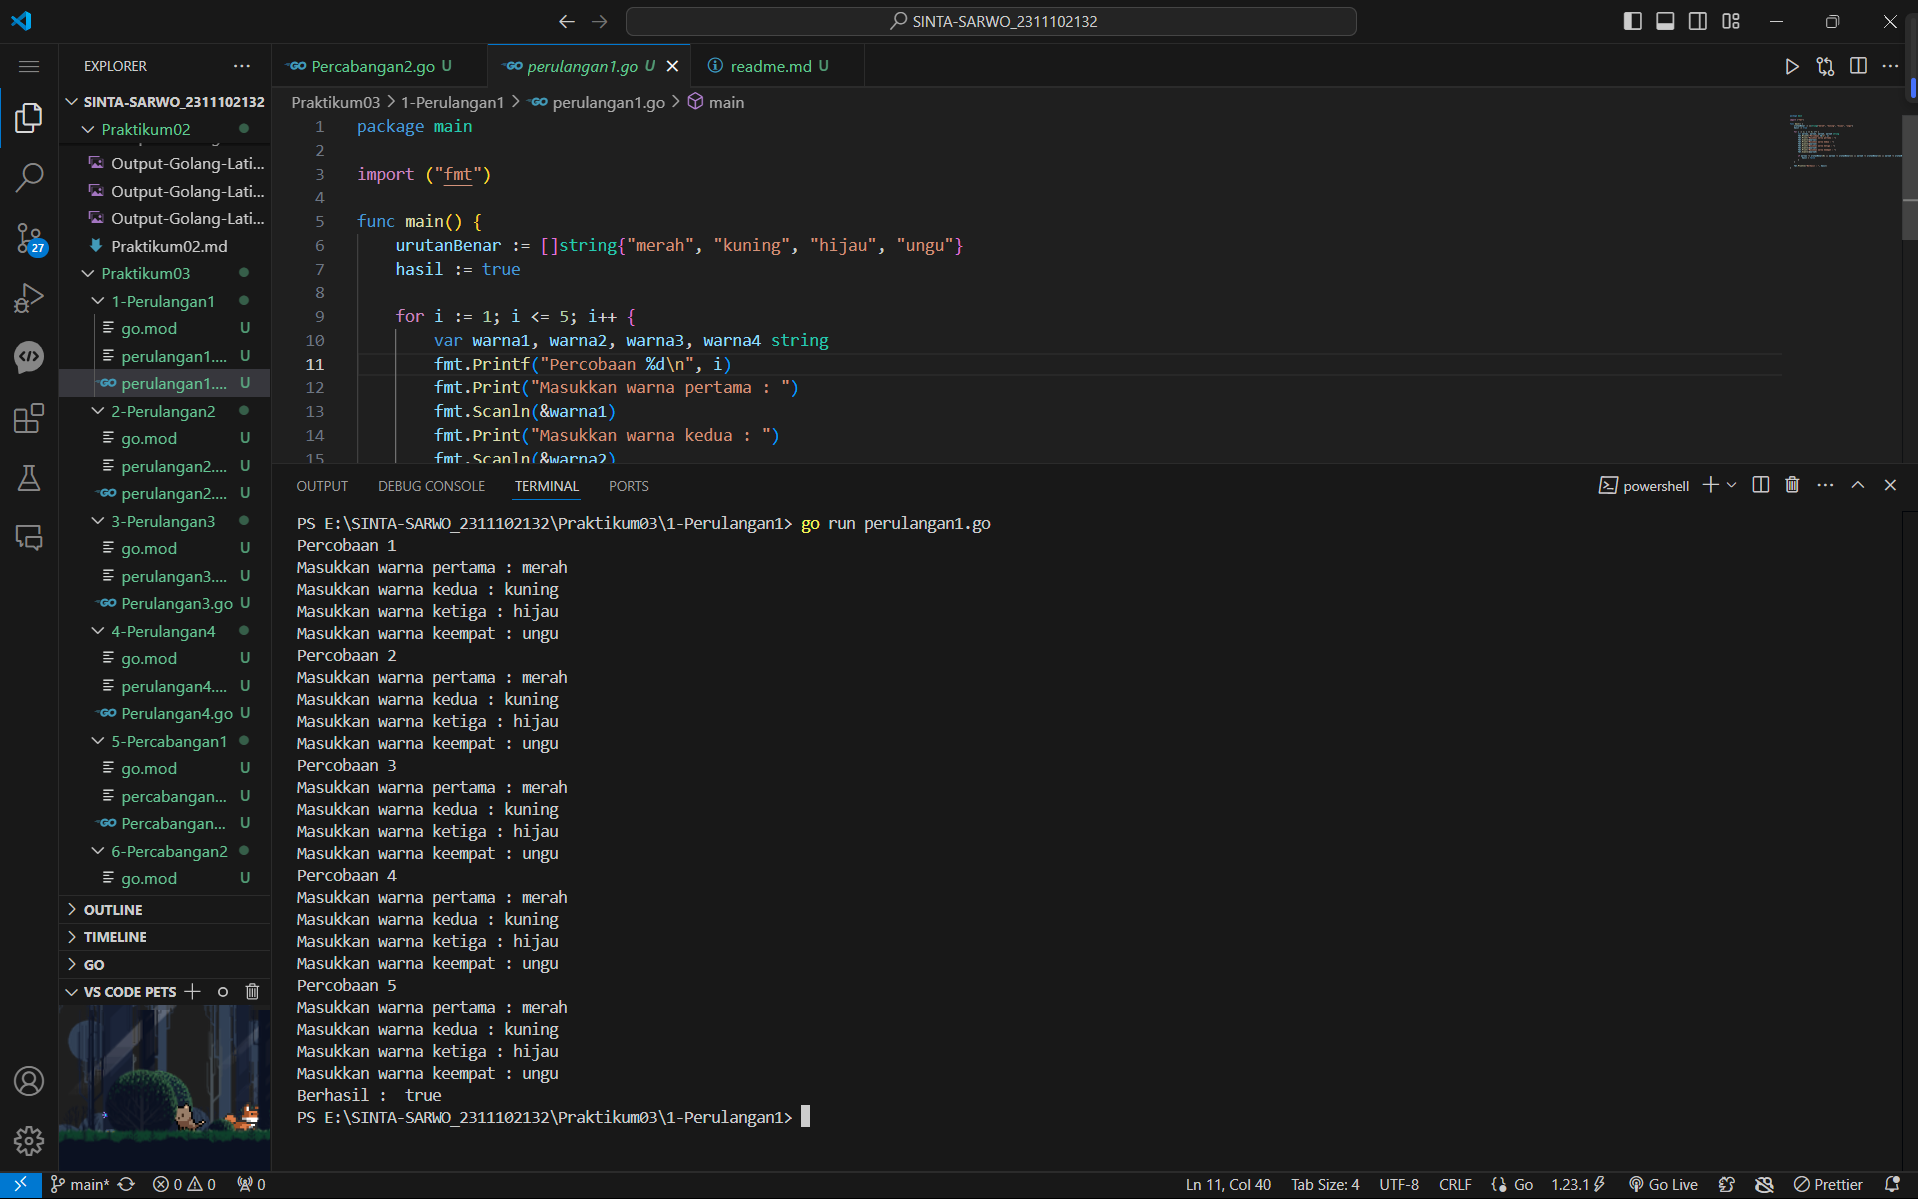 SINTA-SARWO_2311102132
EXPLORER
SINTA-SARWO_2311102132
Praktikum02
Output-Golang-Lati...
Output-Golang-Lati...
Output-Golang-Lati...
Praktikum02.md
Praktikum03
1-Perulangan1
go.mod U
perulangan1.... U
GO perulangan1.... U
2-Perulangan2
go.mod U
perulangan2.... U
GO perulangan2.... U
3-Perulangan3
go.mod U
perulangan3.... U
GO Perulangan3.go U
4-Perulangan4
go.mod U
perulangan4.... U
GO Perulangan4.go U
5-Percabangan1
go.mod U
percabangan... U
GO Percabangan... U
6-Percabangan2
go.mod U
OUTLINE
TIMELINE
GO
VS CODE PETS
27
GO Percabangan2.go U
GO perulangan1.go U
readme.md U
Praktikum03 > 1-Perulangan1 > GO perulangan1.go > main
1 package main
2
3 import ("fmt")
4
5 func main() {
6 urutanBenar := []string{"merah", "kuning", "hijau", "ungu"}
7 hasil := true
8
9 for i := 1; i <= 5; i++ {
10 var warna1, warna2, warna3, warna4 string
11 fmt.Printf("Percobaan %d\n", i)
12 fmt.Print("Masukkan warna pertama : ")
13 fmt.Scanln(&warna1)
14 fmt.Print("Masukkan warna kedua : ")
15 fmt.Scanln(&warna2)
OUTPUT DEBUG CONSOLE TERMINAL PORTS
powershell
PS E:\SINTA-SARWO_2311102132\Praktikum03\1-Perulangan1> go run perulangan1.go
Percobaan 1
Masukkan warna pertama : merah
Masukkan warna kedua : kuning
Masukkan warna ketiga : hijau
Masukkan warna keempat : ungu
Percobaan 2
Masukkan warna pertama : merah
Masukkan warna kedua : kuning
Masukkan warna ketiga : hijau
Masukkan warna keempat : ungu
Percobaan 3
Masukkan warna pertama : merah
Masukkan warna kedua : kuning
Masukkan warna ketiga : hijau
Masukkan warna keempat : ungu
Percobaan 4
Masukkan warna pertama : merah
Masukkan warna kedua : kuning
Masukkan warna ketiga : hijau
Masukkan warna keempat : ungu
Percobaan 5
Masukkan warna pertama : merah
Masukkan warna kedua : kuning
Masukkan warna ketiga : hijau
Masukkan warna keempat : ungu
Berhasil :  true
PS E:\SINTA-SARWO_2311102132\Praktikum03\1-Perulangan1>
main* 0 0 0 Ln 11, Col 40 Tab Size: 4 UTF-8 CRLF Go 1.23.1 Go Live Prettier